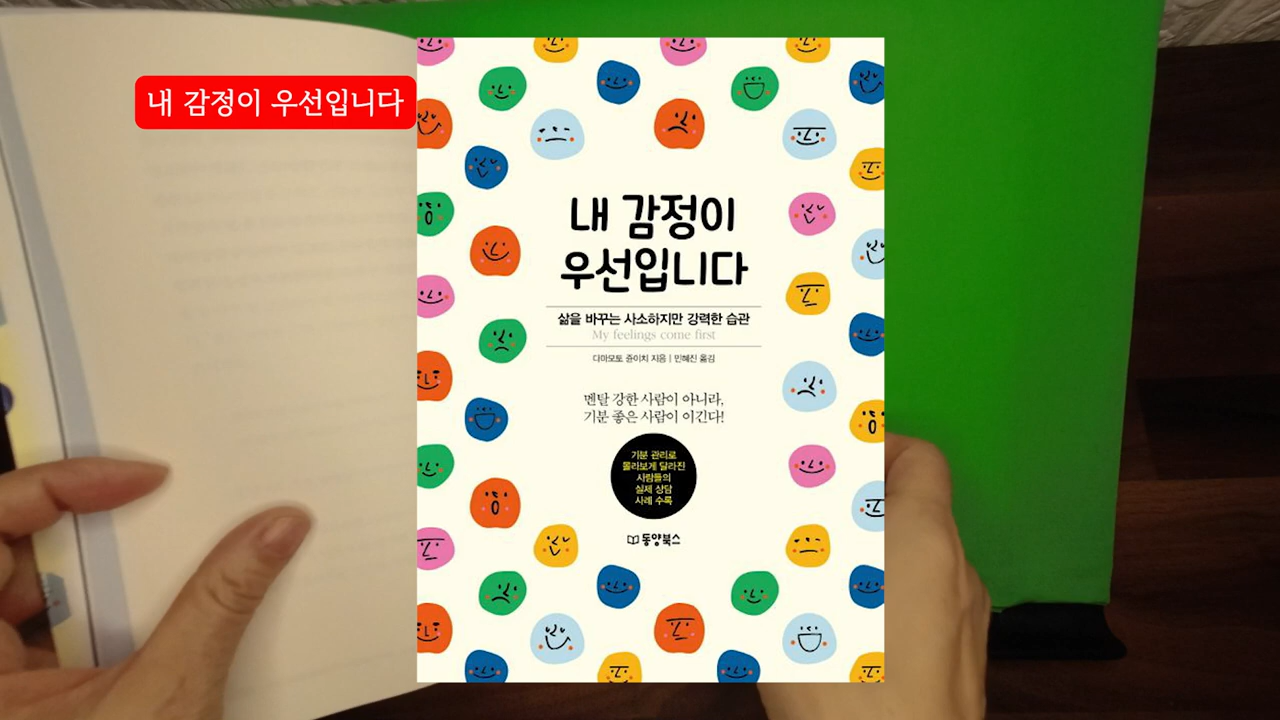 내 감정이 우선입니다
내 감정이
우선입니다
삶을 바꾸는 사소하지만 강력한 습관
My feelings come first
다마모토 쥰이치 지음 | 민혜진 옮김
멘탈 강한 사람이 아니라,
기분 좋은 사람이 이긴다!
기분 관리로
몰라보게 달라진
사람들의
실제 상담
사례 수록
동양북스